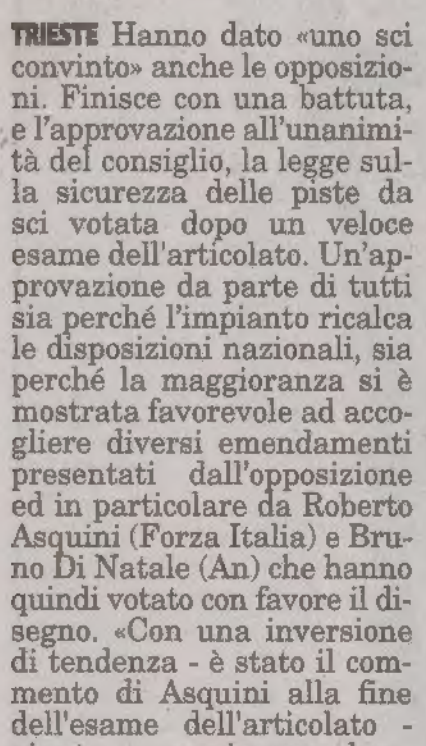 TRIESTE Hanno dato «uno sci
convinto» anche le opposizio-
ni. Finisce con una battuta,
e l'approvazione all'unanimi-
tà del consiglio, la legge sul-
la sicurezza delle piste da
sci votata dopo un veloce
esame dell'articolato. Un'ap-
provazione da parte di tutti
sia perché l'impianto ricalca
le disposizioni nazionali, sia
perché la maggioranza si è
mostrata favorevole ad acco-
gliere diversi emendamenti
presentati dall'opposizione
ed in particolare da Roberto
Asquini (Forza Italia) e Bru-
no Di Natale (An) che hanno
quindi votato con favore il di-
segno. «Con una inversione
di tendenza - è stato il com-
mento di Asquini alla fine
dell'esame dell'articolato -